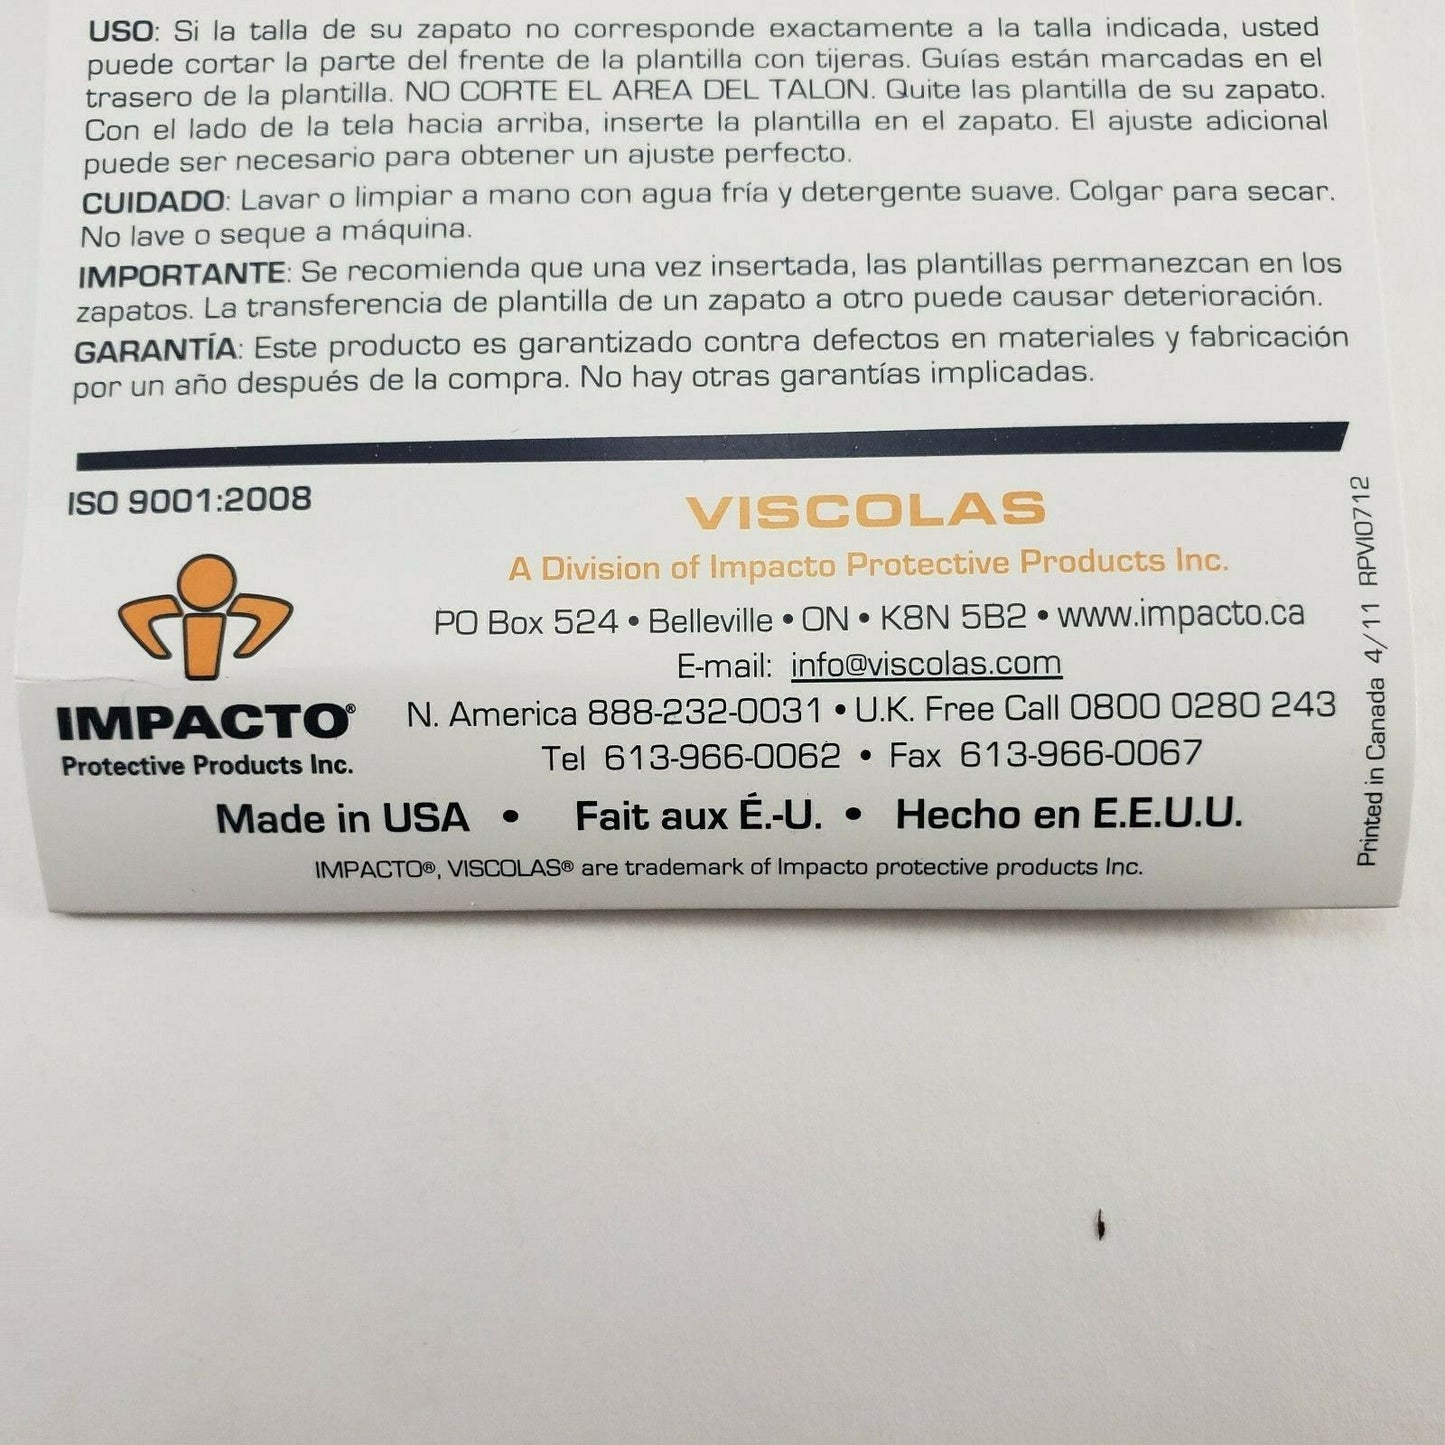 USO: Si la talla de su zapato no corresponde exactamente a la talla indicada, usted
puede cortar la parte del frente de la plantilla con tijeras. Guías están marcadas en el
trasero de la plantilla. NO CORTE EL AREA DEL TALON. Quite las plantilla de su zapato.
Con el lado de la tela hacia arriba, inserte la plantilla en el zapato. El ajuste adicional
puede ser necesario para obtener un ajuste perfecto.
CUIDADO: Lavar o limpiar a mano con agua fría y detergente suave. Colgar para secar.
No lave o seque a máquina.
IMPORTANTE: Se recomienda que una vez insertada, las plantillas permanezcan en los
zapatos. La transferencia de plantilla de un zapato a otro puede causar deterioración.
GARANTÍA: Este producto es garantizado contra defectos en materiales y fabricación
por un año después de la compra. No hay otras garantías implicadas.
ISO 9001:2008
IMPACTO®
Protective Products Inc.
VISCOLAS
A Division of Impacto Protective Products Inc.
PO Box 524 • Belleville • ON • K8N 5B2 • www.impacto.ca
E-mail: info@viscolas.com
N. America 888-232-0031 • U.K. Free Call 0800 0280 243
Tel 613-966-0062 • Fax 613-966-0067
Made in USA • Fait aux É.-U. • Hecho en E.E.U.U.
IMPACTO®, VISCOLAS® are trademark of Impacto protective products Inc.
Printed in Canada 4/11 RPVI0712